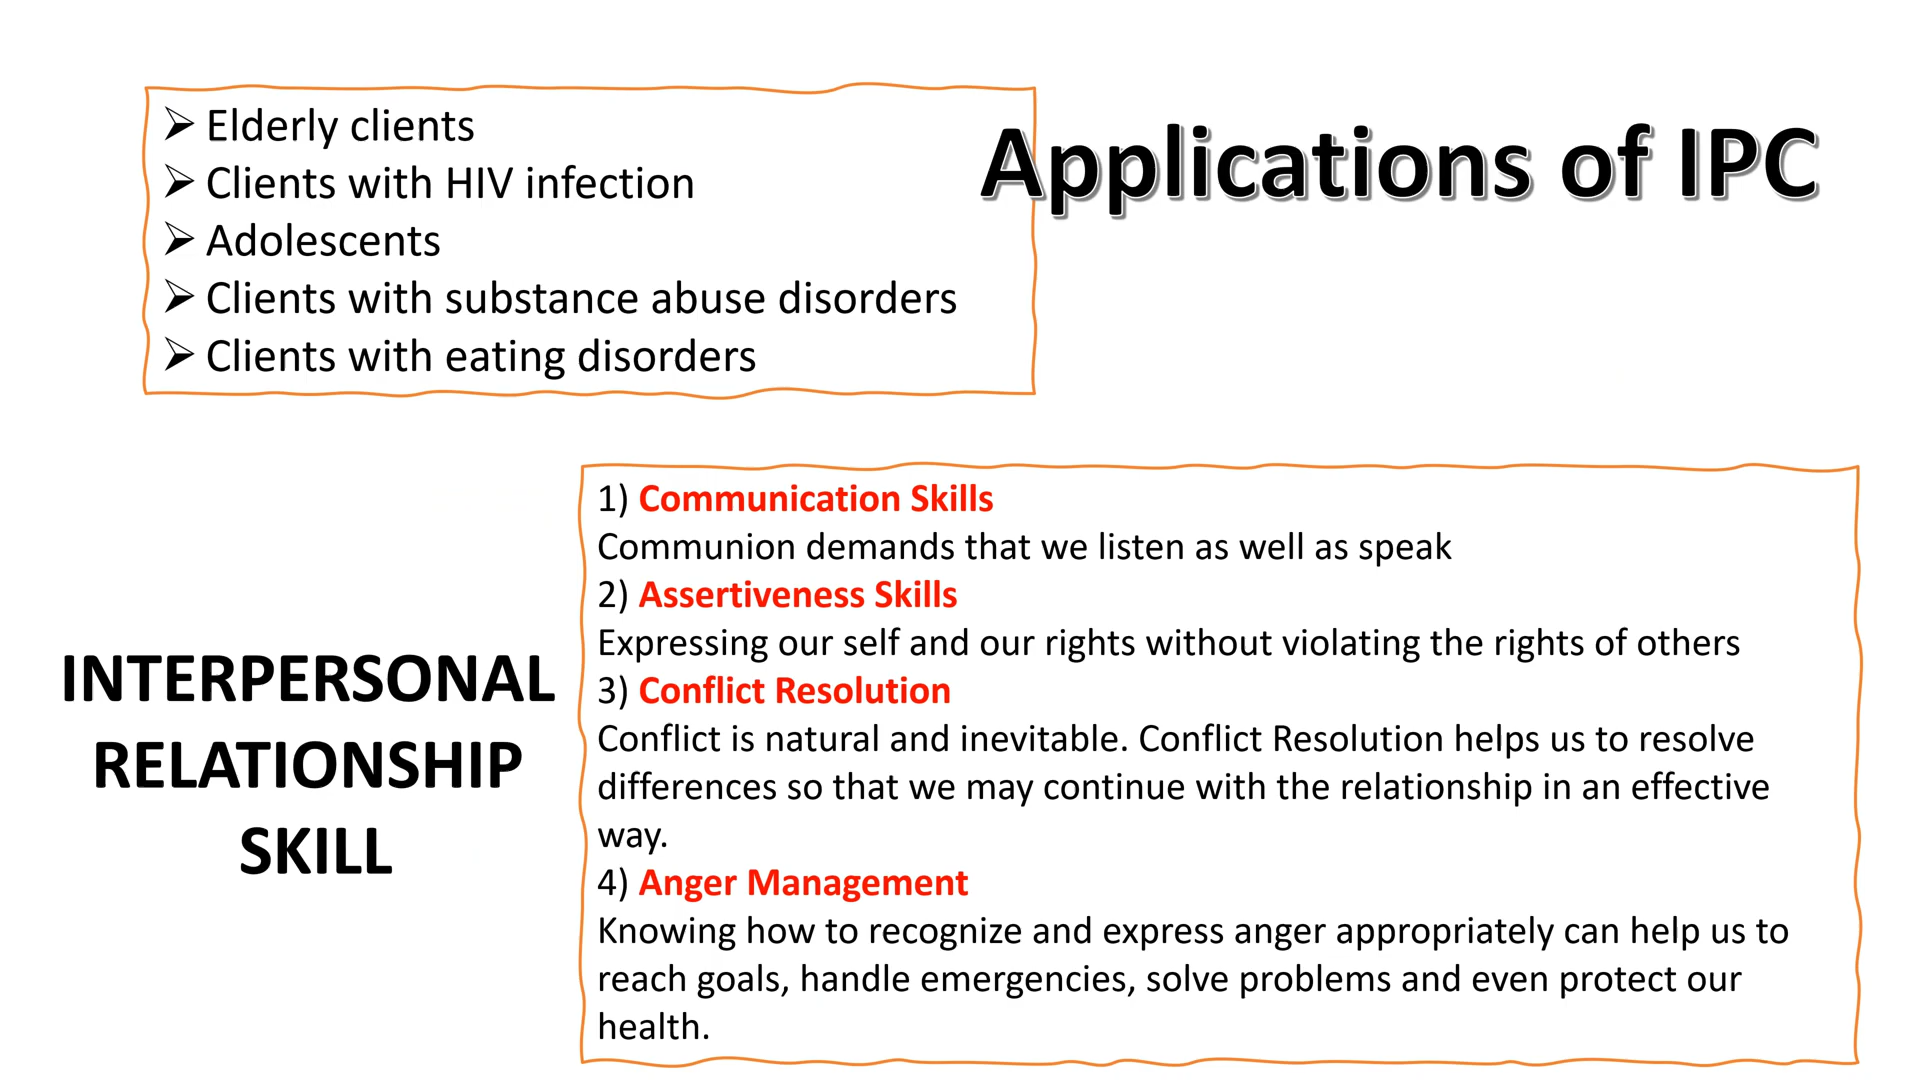 Applications of IPC
➢ Elderly clients
➢ Clients with HIV infection
➢ Adolescents
➢ Clients with substance abuse disorders
➢ Clients with eating disorders
INTERPERSONAL
RELATIONSHIP
SKILL
1) Communication Skills
Communion demands that we listen as well as speak
2) Assertiveness Skills
Expressing our self and our rights without violating the rights of others
3) Conflict Resolution
Conflict is natural and inevitable. Conflict Resolution helps us to resolve
differences so that we may continue with the relationship in an effective
way.
4) Anger Management
Knowing how to recognize and express anger appropriately can help us to
reach goals, handle emergencies, solve problems and even protect our
health.